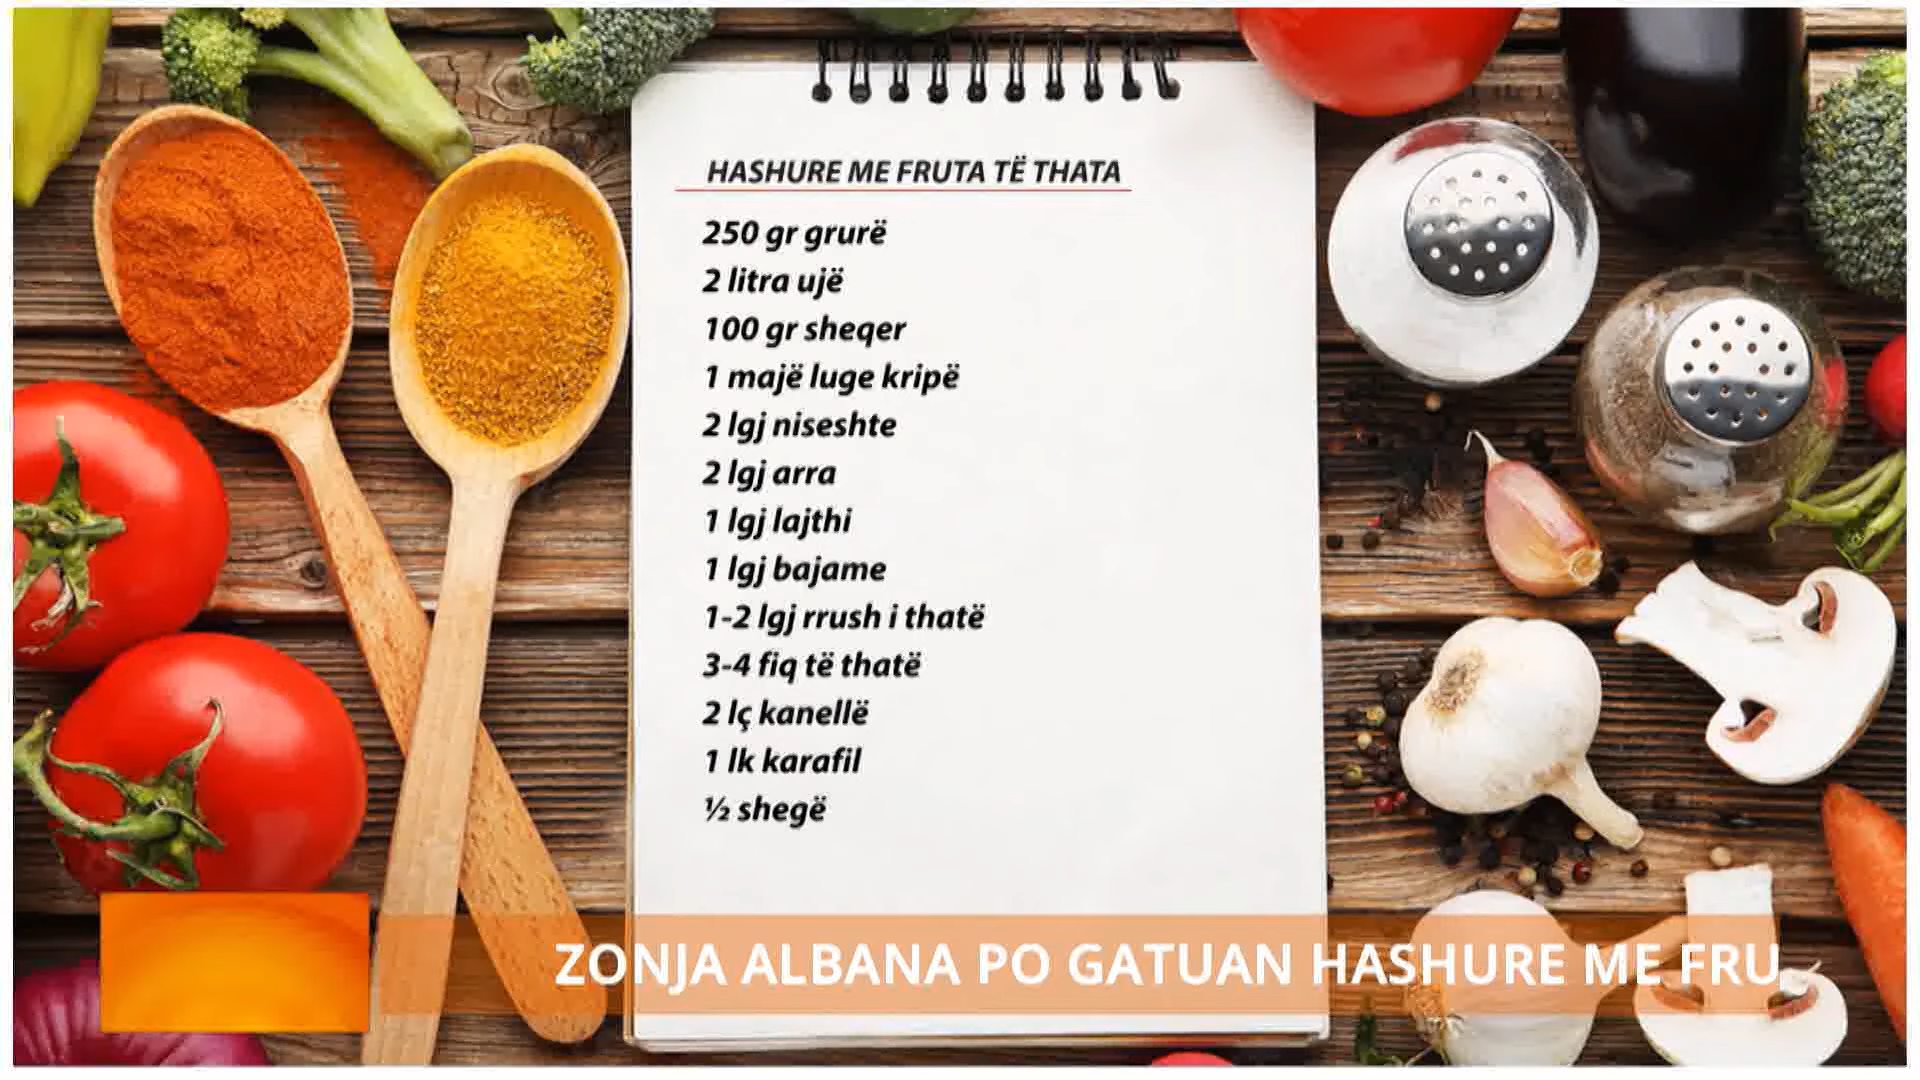 HASHURE ME FRUTA TË THATA
250 gr grurë
2 litra ujë
100 gr sheqer
1 majë luge kripë
2 lgj niseshte
2 lgj arra
1 lgj lajthi
1 lgj bajame
1-2 lgj rrush i thatë
3-4 fiq të thatë
2 lç kanellë
1 lk karafil
½ shegë
ZONJA ALBANA PO GATUAN HASHURE ME FRU